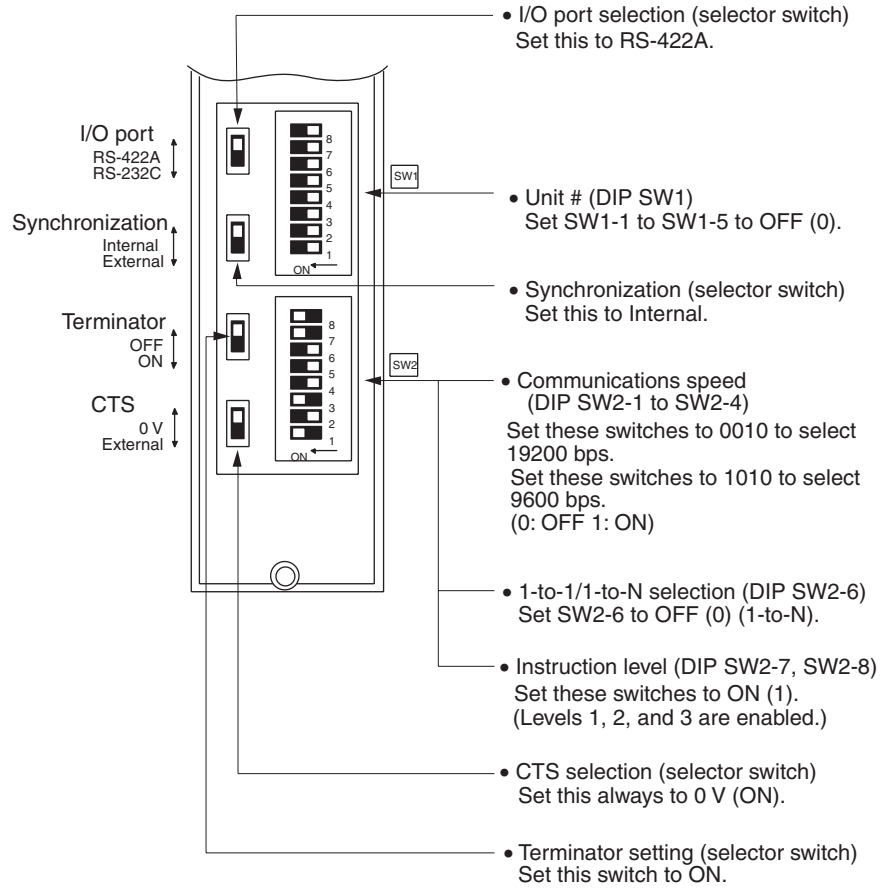 • I/O port selection (selector switch)
Set this to RS-422A.
I/O port
RS-422A
RS-232C
8
7
6
5
4
3
2
1
ON
SW1
• Unit # (DIP SW1)
Set SW1-1 to SW1-5 to OFF (0).
Synchronization
Internal
External
• Synchronization (selector switch)
Set this to Internal.
Terminator
OFF
ON
8
7
6
5
4
3
2
1
ON
SW2
• Communications speed
(DIP SW2-1 to SW2-4)
Set these switches to 0010 to select
19200 bps.
Set these switches to 1010 to select
9600 bps.
(0: OFF 1: ON)
CTS
0 V
External
• 1-to-1/1-to-N selection (DIP SW2-6)
Set SW2-6 to OFF (0) (1-to-N).
• Instruction level (DIP SW2-7, SW2-8)
Set these switches to ON (1).
(Levels 1, 2, and 3 are enabled.)
• CTS selection (selector switch)
Set this always to 0 V (ON).
• Terminator setting (selector switch)
Set this switch to ON.